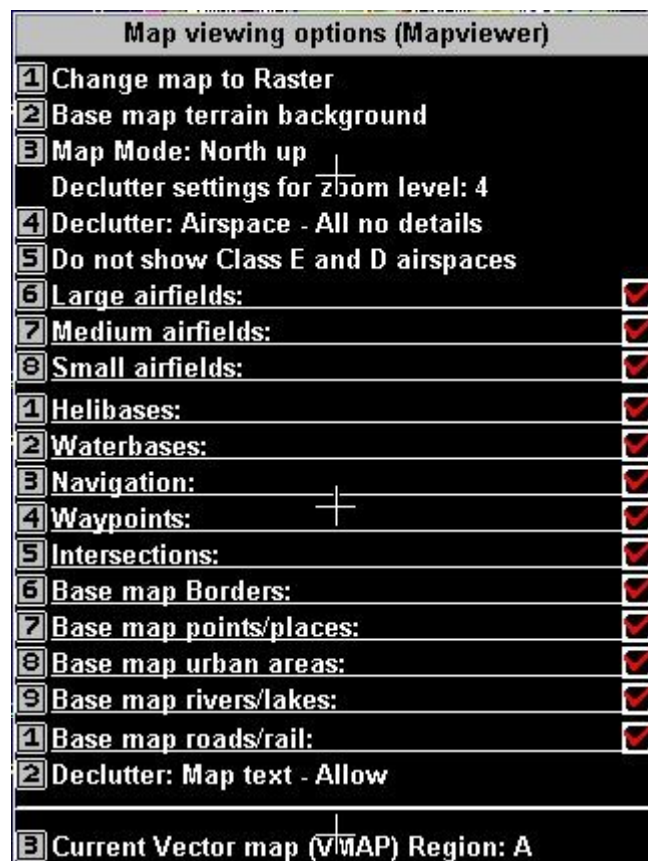 Map viewing options (Mapviewer)
1 Change map to Raster
2 Base map terrain background
3 Map Mode: North up
Declutter settings for zoom level: 4
4 Declutter: Airspace - All no details
5 Do not show Class E and D airspaces
6 Large airfields:
7 Medium airfields:
8 Small airfields:
1 Helibases:
2 Waterbases:
3 Navigation:
4 Waypoints:
5 Intersections:
6 Base map Borders:
7 Base map points/places:
8 Base map urban areas:
9 Base map rivers/lakes:
1 Base map roads/rail:
2 Declutter: Map text - Allow
3 Current Vector map (VMAP) Region: A